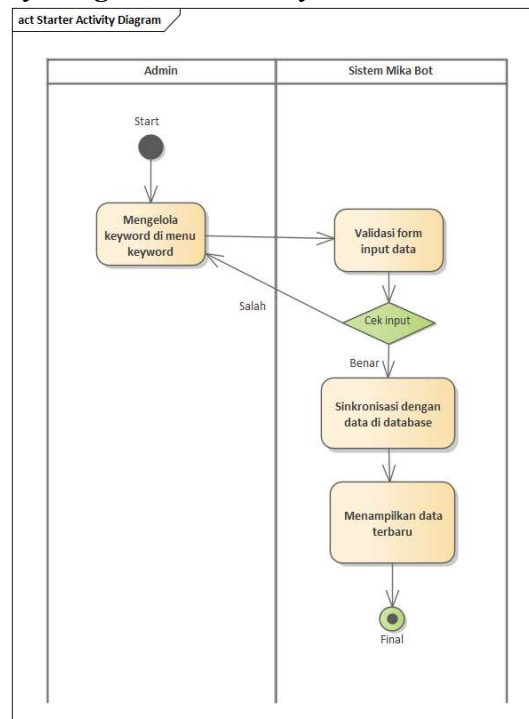 act Starter Activity Diagram
Admin
Sistem Mika Bot
Start
Mengelola
keyword di menu
keyword
Validasi form
input data
Salah
Cek input
Benar
Sinkronisasi dengan
data di database
Menampilkan data
terbaru
Final